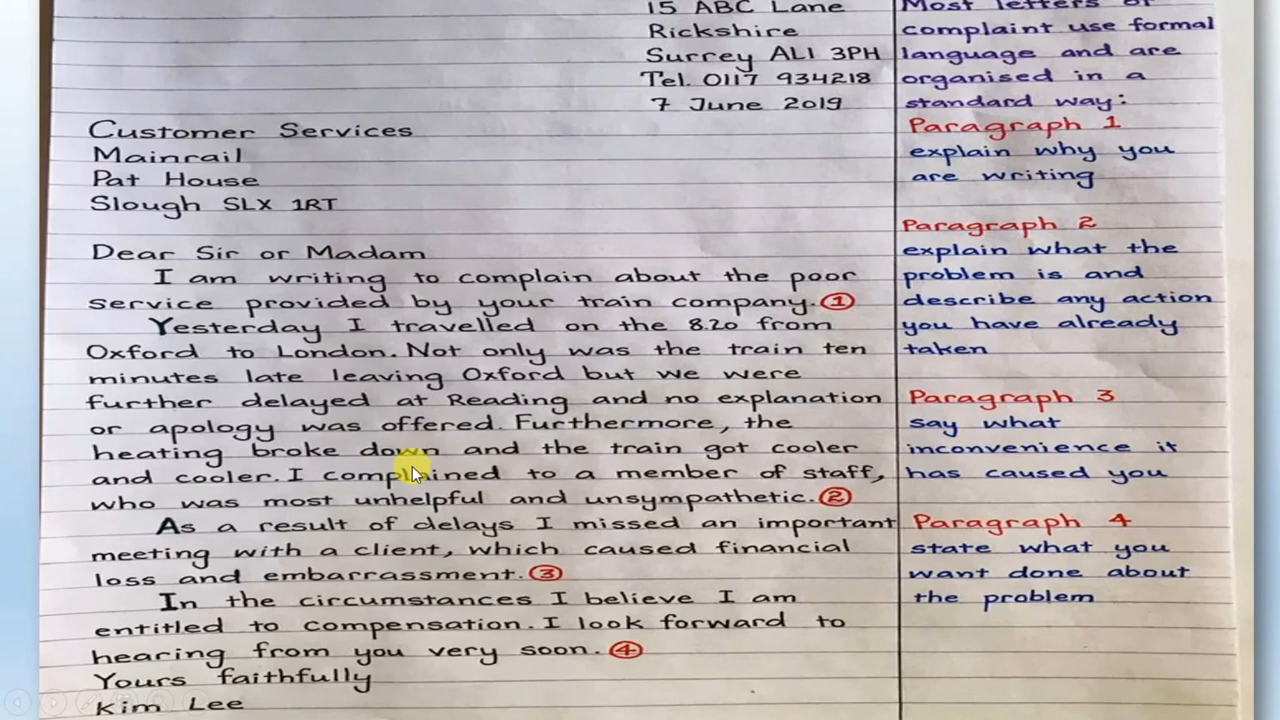 15 ABC Lane
Rickshire
Surrey AL1 3PH
Tel. 0117 934218
7 June 2019
Customer Services
Mainrail
Pat House
Slough SLX 1RT
Dear Sir or Madam
I am writing to complain about the poor
service provided by your train company. ①
Yesterday I travelled on the 8.20 from
Oxford to London. Not only was the train ten
minutes late leaving Oxford but we were
further delayed at Reading and no explanation
or apology was offered. Furthermore, the
heating broke down and the train got cooler
and cooler. I complained to a member of staff,
who was most unhelpful and unsympathetic. ②
As a result of delays I missed an important
meeting with a client, which caused financial
loss and embarrassment. ③
In the circumstances I believe I am
entitled to compensation. I look forward to
hearing from you very soon. ④
Yours faithfully
Kim Lee
Most letters of
complaint use formal
language and are
organised in a
standard way:
Paragraph 1
explain why you
are writing
Paragraph 2
explain what the
problem is and
describe any action
you have already
taken
Paragraph 3
say what
inconvenience it
has caused you
Paragraph 4
state what you
want done about
the problem